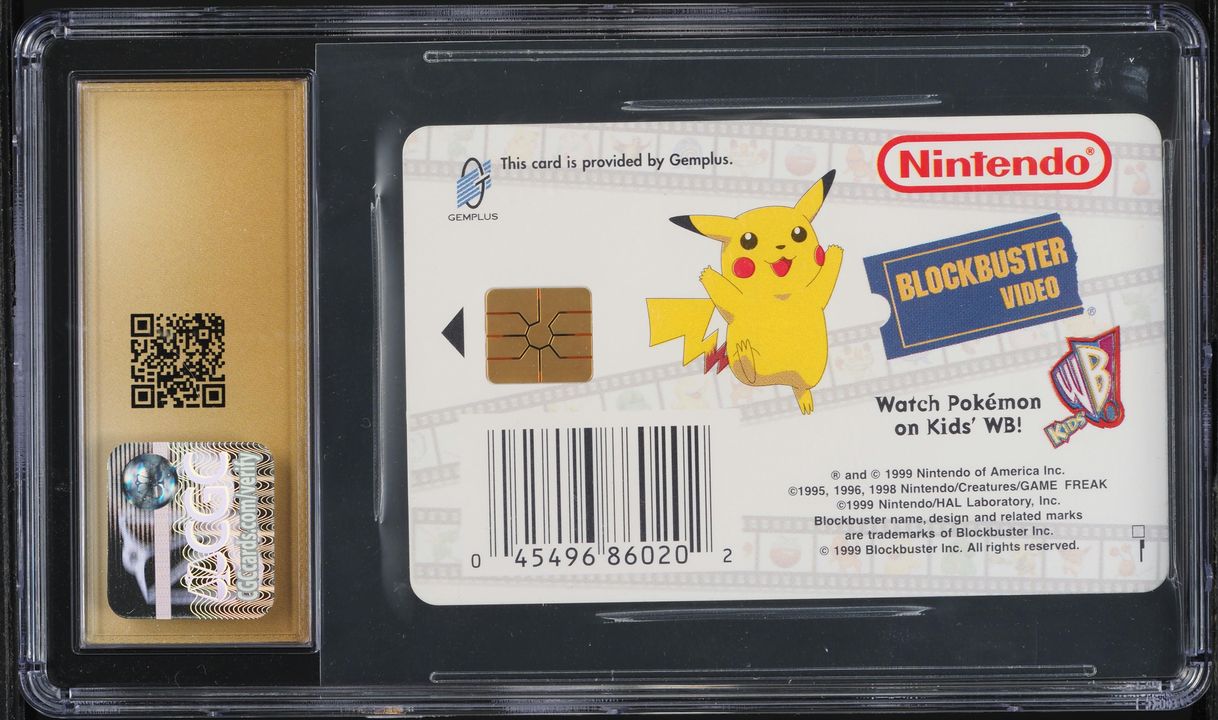 This card is provided by Gemplus.
GEMPLUS
Nintendo®
BLOCKBUSTER
VIDEO®
Watch Pokémon
on Kids' WB!
WB!
KIDS'
® and © 1999 Nintendo of America Inc.
©1995, 1996, 1998 Nintendo/Creatures/GAME FREAK
©1999 Nintendo/HAL Laboratory, Inc.
Blockbuster name, design and related marks
are trademarks of Blockbuster Inc.
© 1999 Blockbuster Inc. All rights reserved.
0 45496 86020 2
CGC
CGCcards.com/verify